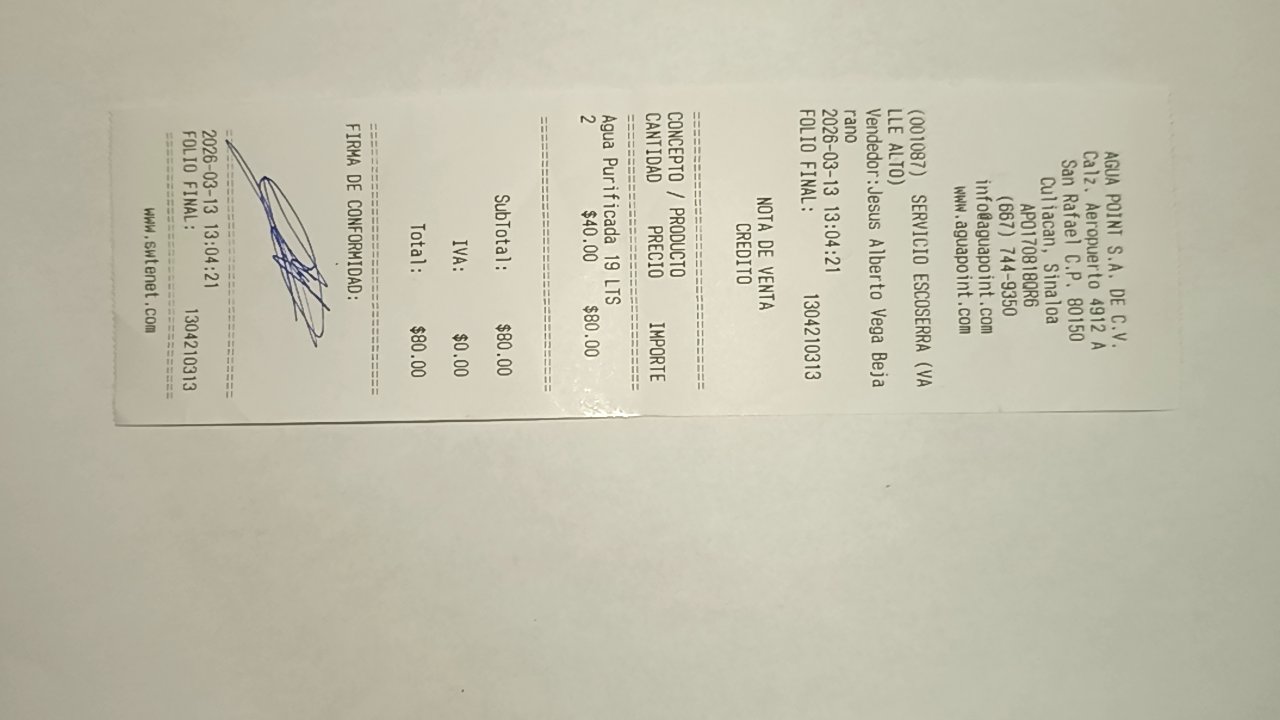 AGUA POINT S.A. DE C.V.
Calz. Aeropuerto 4912 A
San Rafael C.P. 80150
Culiacan, Sinaloa
APO170818QR6
(667) 744-9350
info@aguapoint.com
www.aguapoint.com
(001087) SERVICIO ESCOSERRA (VA
LLE ALTO)
Vendedor:Jesus Alberto Vega Beja
rano
2026-03-13 13:04:21
FOLIO FINAL: 1304210313
NOTA DE VENTA
CREDITO
================================
CONCEPTO / PRODUCTO
CANTIDAD PRECIO IMPORTE
================================
Agua Purificada 19 LTS
2 $40.00 $80.00
================================
SubTotal: $80.00
IVA: $0.00
Total: $80.00
================================
FIRMA DE CONFORMIDAD:
================================
2026-03-13 13:04:21
FOLIO FINAL: 1304210313
================================
www.swtenet.com